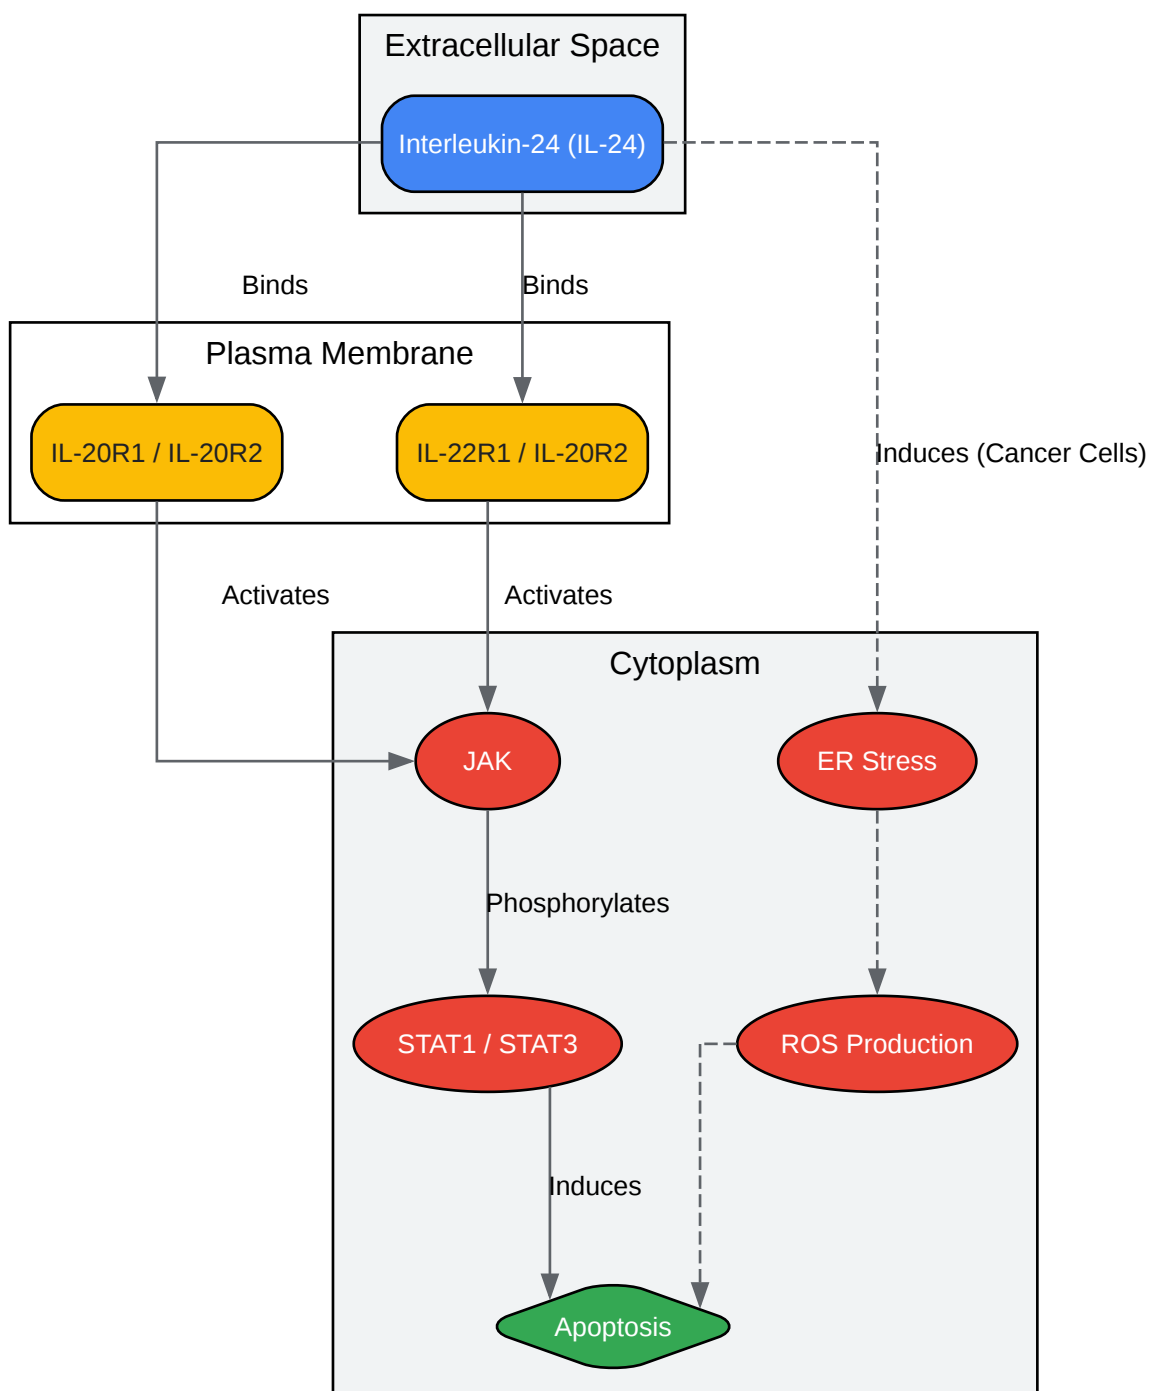 Extracellular Space
Interleukin-24 (IL-24)
Binds
Binds
Plasma Membrane
IL-20R1 / IL-20R2
IL-22R1 / IL-20R2
Induces (Cancer Cells)
Activates
Activates
Cytoplasm
JAK
ER Stress
Phosphorylates
STAT1 / STAT3
ROS Production
Induces
Apoptosis